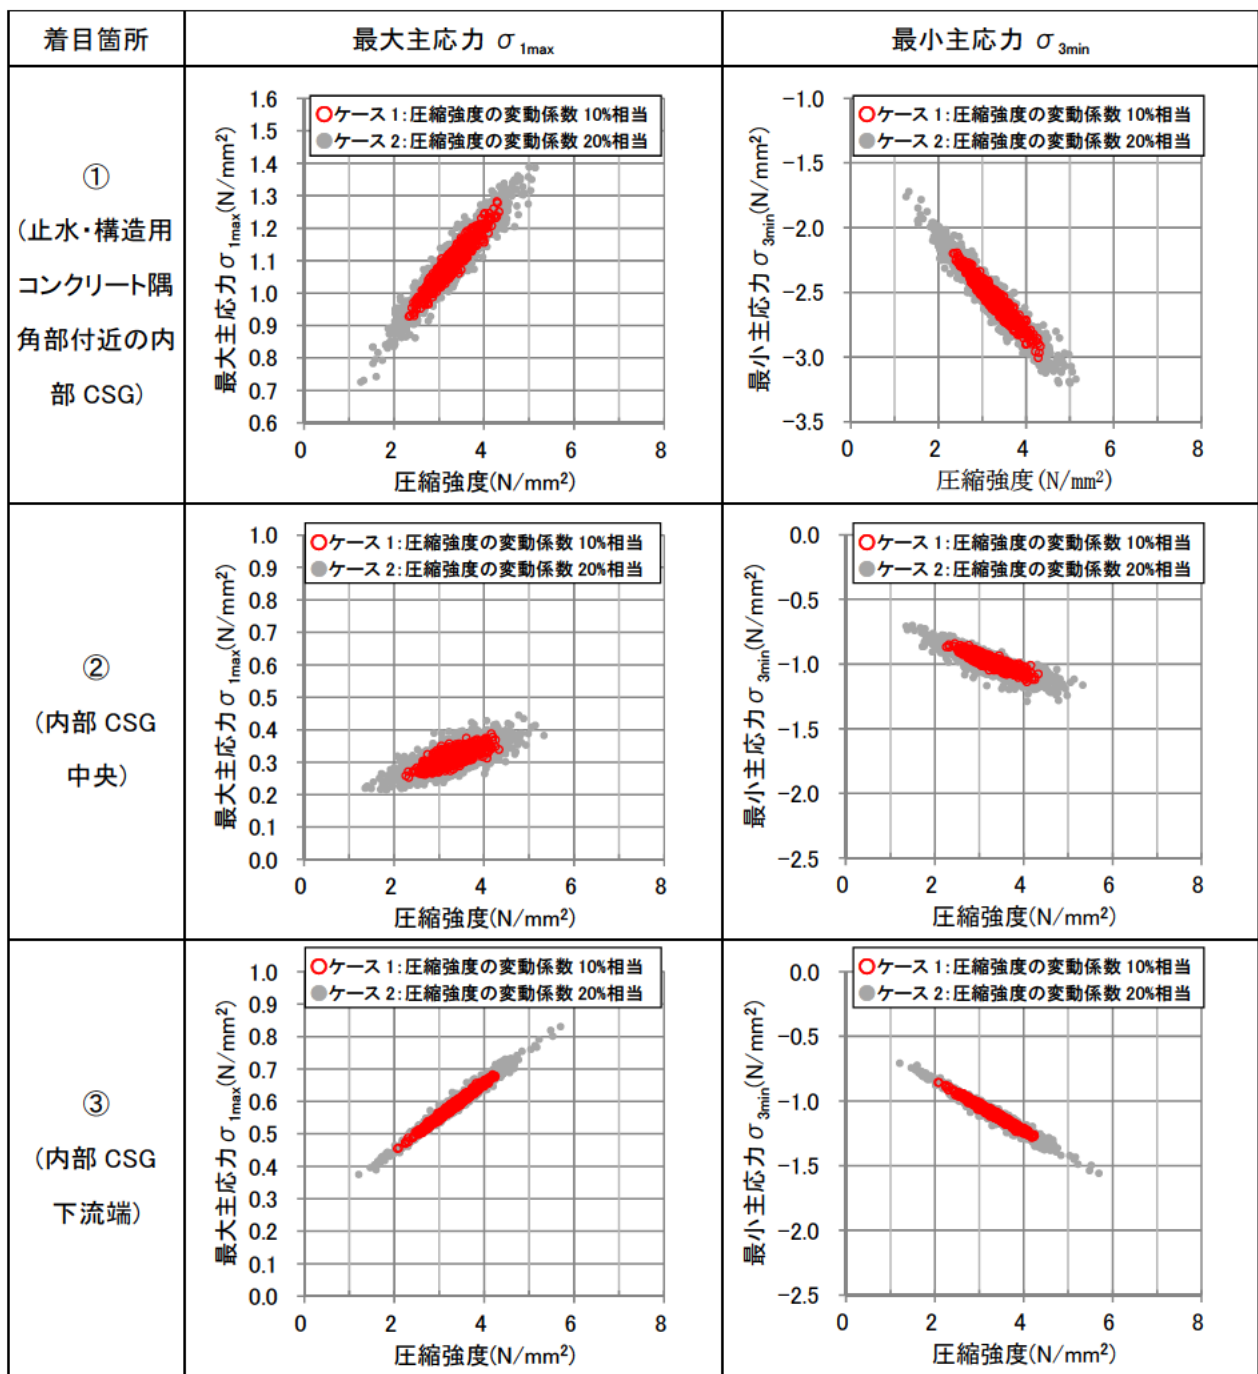 着目箇所
最大主応力 σ1max
最小主応力 σ3min
①
(止水・構造用
コンクリート隅
角部付近の内
部 CSG)
最大主応力 σ1max(N/mm²)
1.6
1.5
1.4
1.3
1.2
1.1
1.0
0.9
0.8
0.7
0.6
ケース 1:圧縮強度の変動係数 10%相当
ケース 2:圧縮強度の変動係数 20%相当
0 2 4 6 8
圧縮強度(N/mm²)
最小主応力 σ3min(N/mm²)
-1.0
-1.5
-2.0
-2.5
-3.0
-3.5
ケース 1:圧縮強度の変動係数 10%相当
ケース 2:圧縮強度の変動係数 20%相当
0 2 4 6 8
圧縮強度(N/mm²)
②
(内部 CSG
中央)
最大主応力 σ1max(N/mm²)
1.0
0.9
0.8
0.7
0.6
0.5
0.4
0.3
0.2
0.1
0.0
ケース 1:圧縮強度の変動係数 10%相当
ケース 2:圧縮強度の変動係数 20%相当
0 2 4 6 8
圧縮強度(N/mm²)
最小主応力 σ3min(N/mm²)
0.0
-0.5
-1.0
-1.5
-2.0
-2.5
ケース 1:圧縮強度の変動係数 10%相当
ケース 2:圧縮強度の変動係数 20%相当
0 2 4 6 8
圧縮強度(N/mm²)
③
(内部 CSG
下流端)
最大主応力 σ1max(N/mm²)
1.0
0.9
0.8
0.7
0.6
0.5
0.4
0.3
0.2
0.1
0.0
ケース 1:圧縮強度の変動係数 10%相当
ケース 2:圧縮強度の変動係数 20%相当
0 2 4 6 8
圧縮強度(N/mm²)
最小主応力 σ3min(N/mm²)
0.0
-0.5
-1.0
-1.5
-2.0
-2.5
ケース 1:圧縮強度の変動係数 10%相当
ケース 2:圧縮強度の変動係数 20%相当
0 2 4 6 8
圧縮強度(N/mm²)